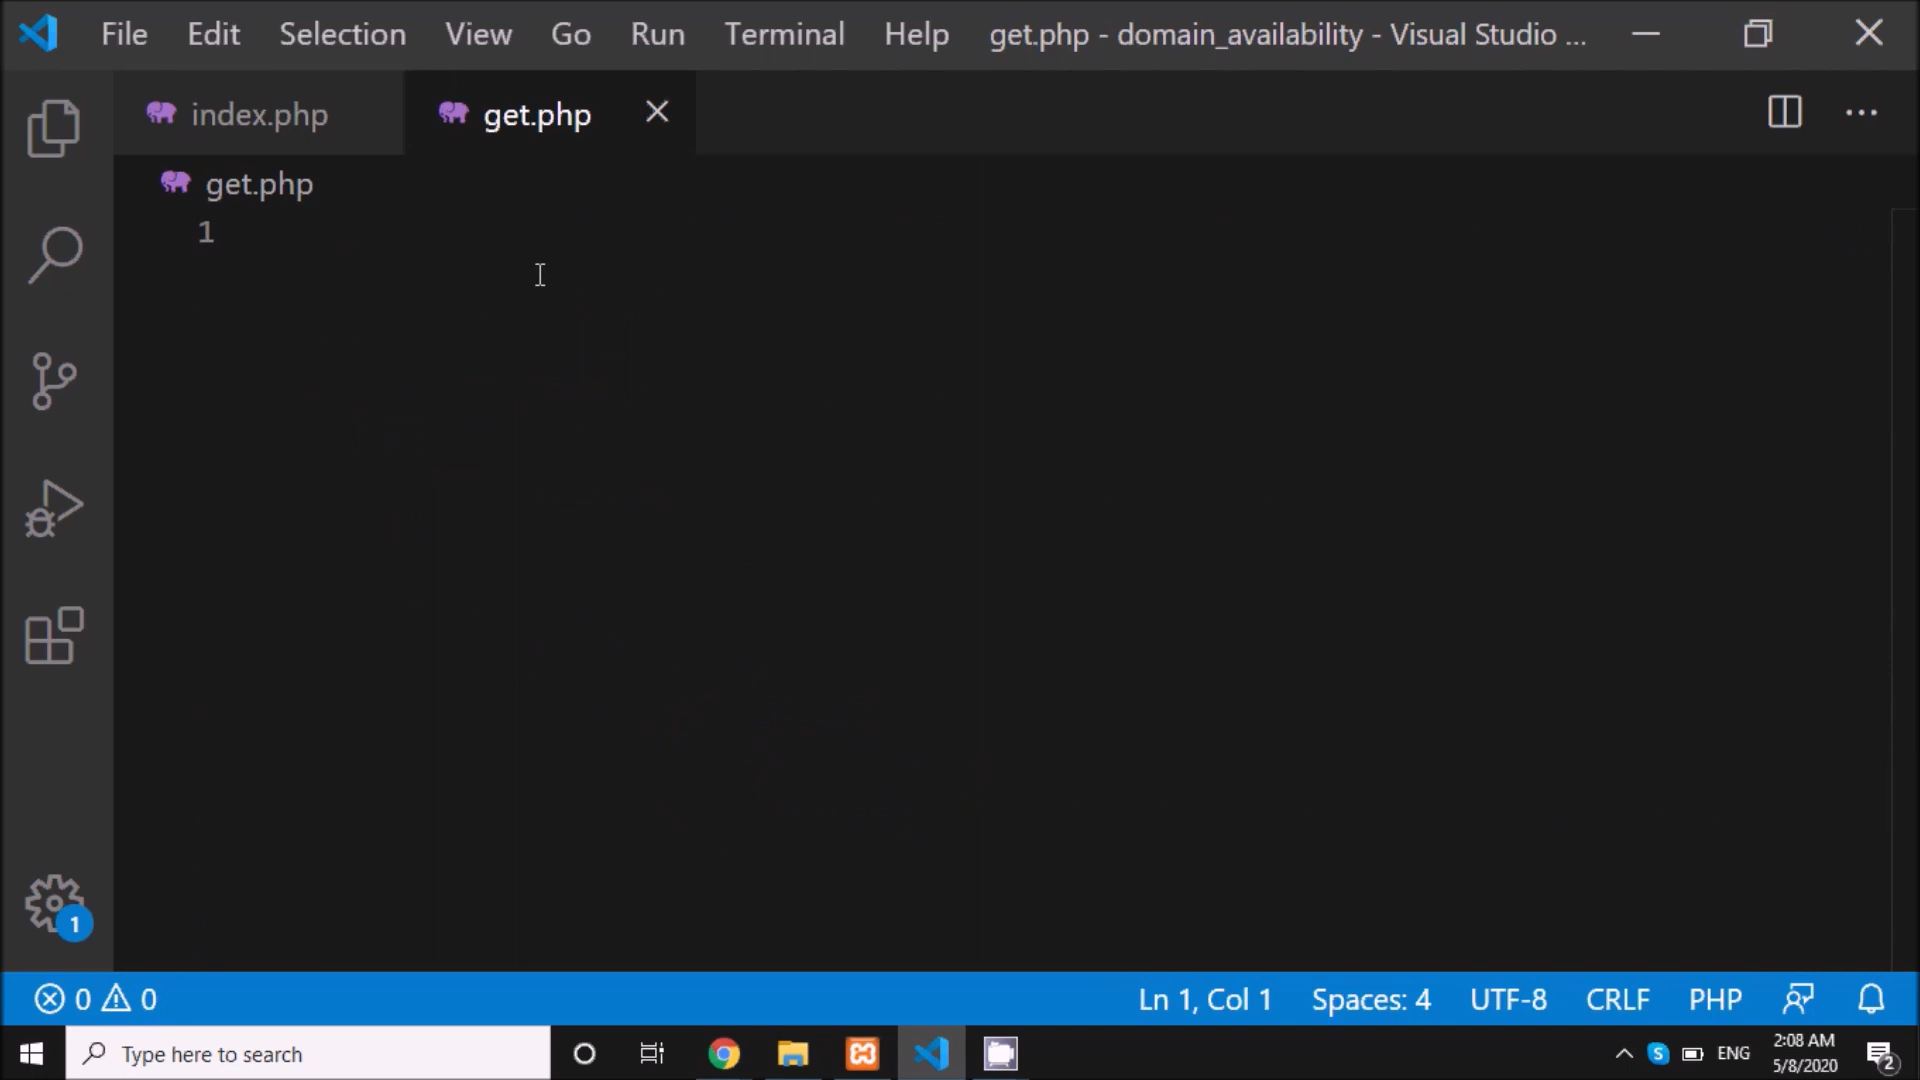 File Edit Selection View Go Run Terminal Help get.php - domain_availability - Visual Studio ...
index.php get.php
get.php
1
1
0 0 Ln 1, Col 1 Spaces: 4 UTF-8 CRLF PHP
Type here to search
S ENG 2:08 AM
5/8/2020 2